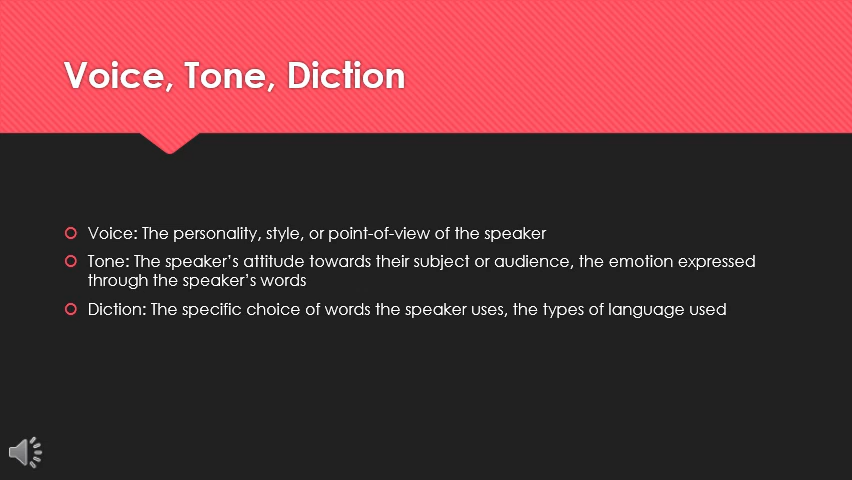 Voice, Tone, Diction
Voice: The personality, style, or point-of-view of the speaker
Tone: The speaker’s attitude towards their subject or audience, the emotion expressed
through the speaker’s words
Diction: The specific choice of words the speaker uses, the types of language used